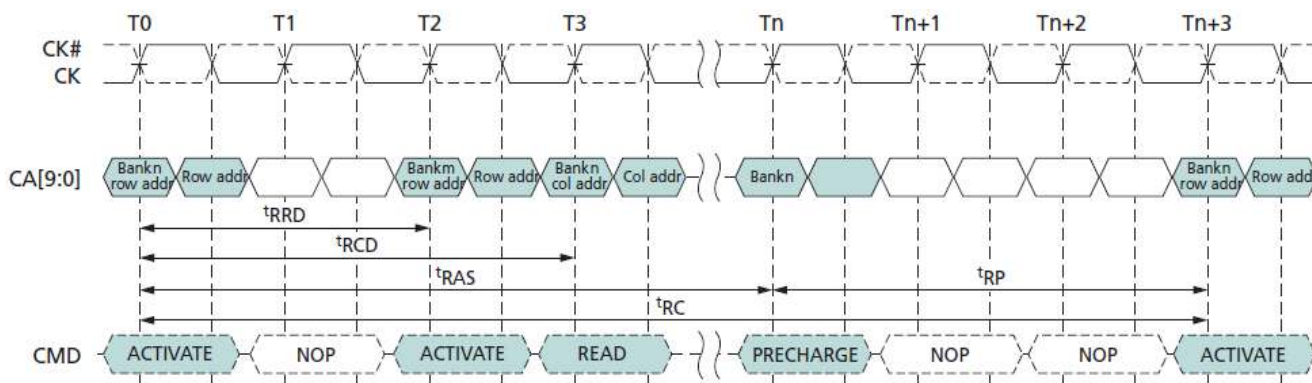 T0 T1 T2 T3 Tn Tn+1 Tn+2 Tn+3
CK#
CK
CA[9:0]
Bankn
row addr
Row addr
Bankm
row addr
Row addr
Bankn
col addr
Col addr
Bankn
Bankn
row addr
Row add
tRRD
tRCD
tRAS
tRP
tRC
CMD ACTIVATE NOP ACTIVATE READ PRECHARGE NOP NOP ACTIVATE